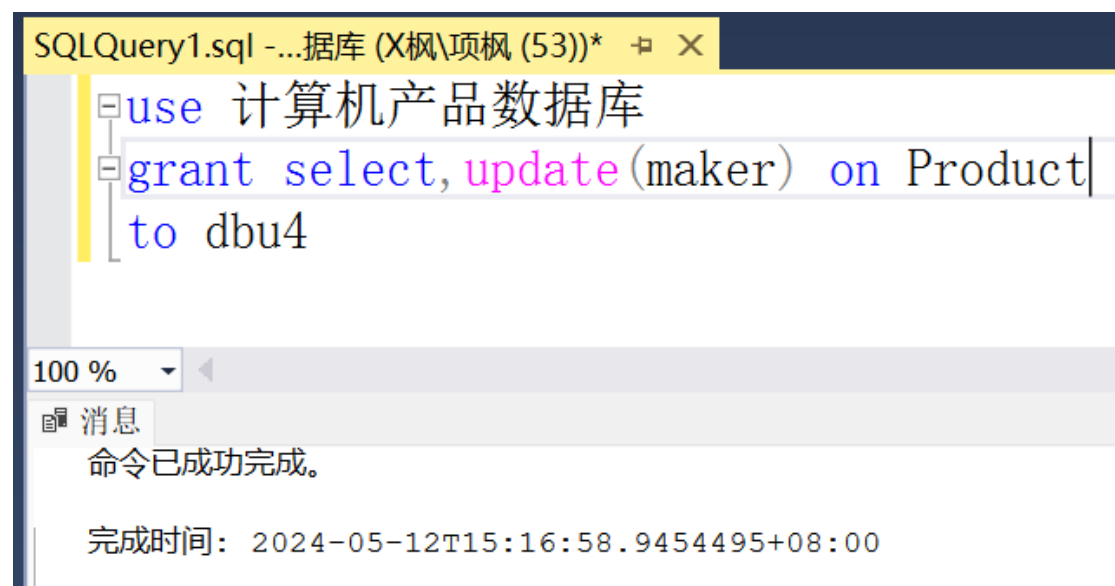 SQLQuery1.sql -...据库 (X枫\项枫 (53))*
use 计算机产品数据库
grant select,update(maker) on Product
to dbu4
100 %
消息
命令已成功完成。
完成时间: 2024-05-12T15:16:58.9454495+08:00